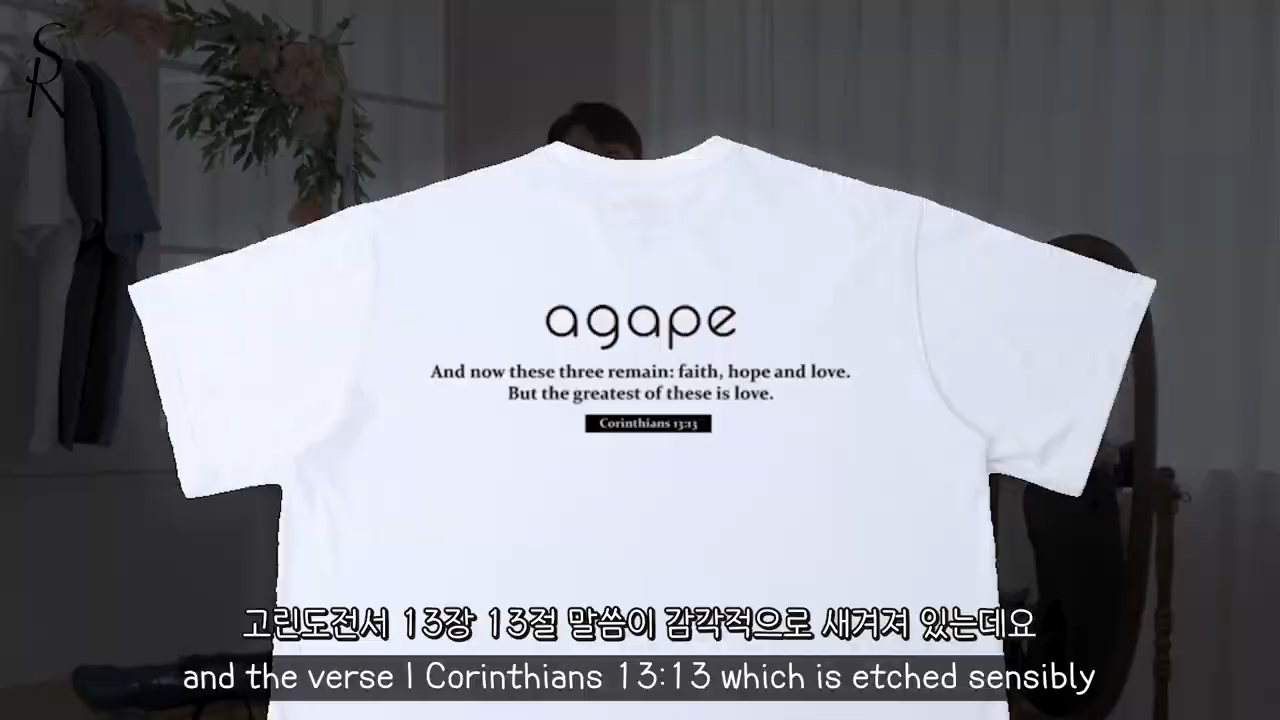 SR
agape
And now these three remain: faith, hope and love.
But the greatest of these is love.
Corinthians 13:13
고린도전서 13장 13절 말씀이 감각적으로 새겨져 있는데요
and the verse I Corinthians 13:13 which is etched sensibly